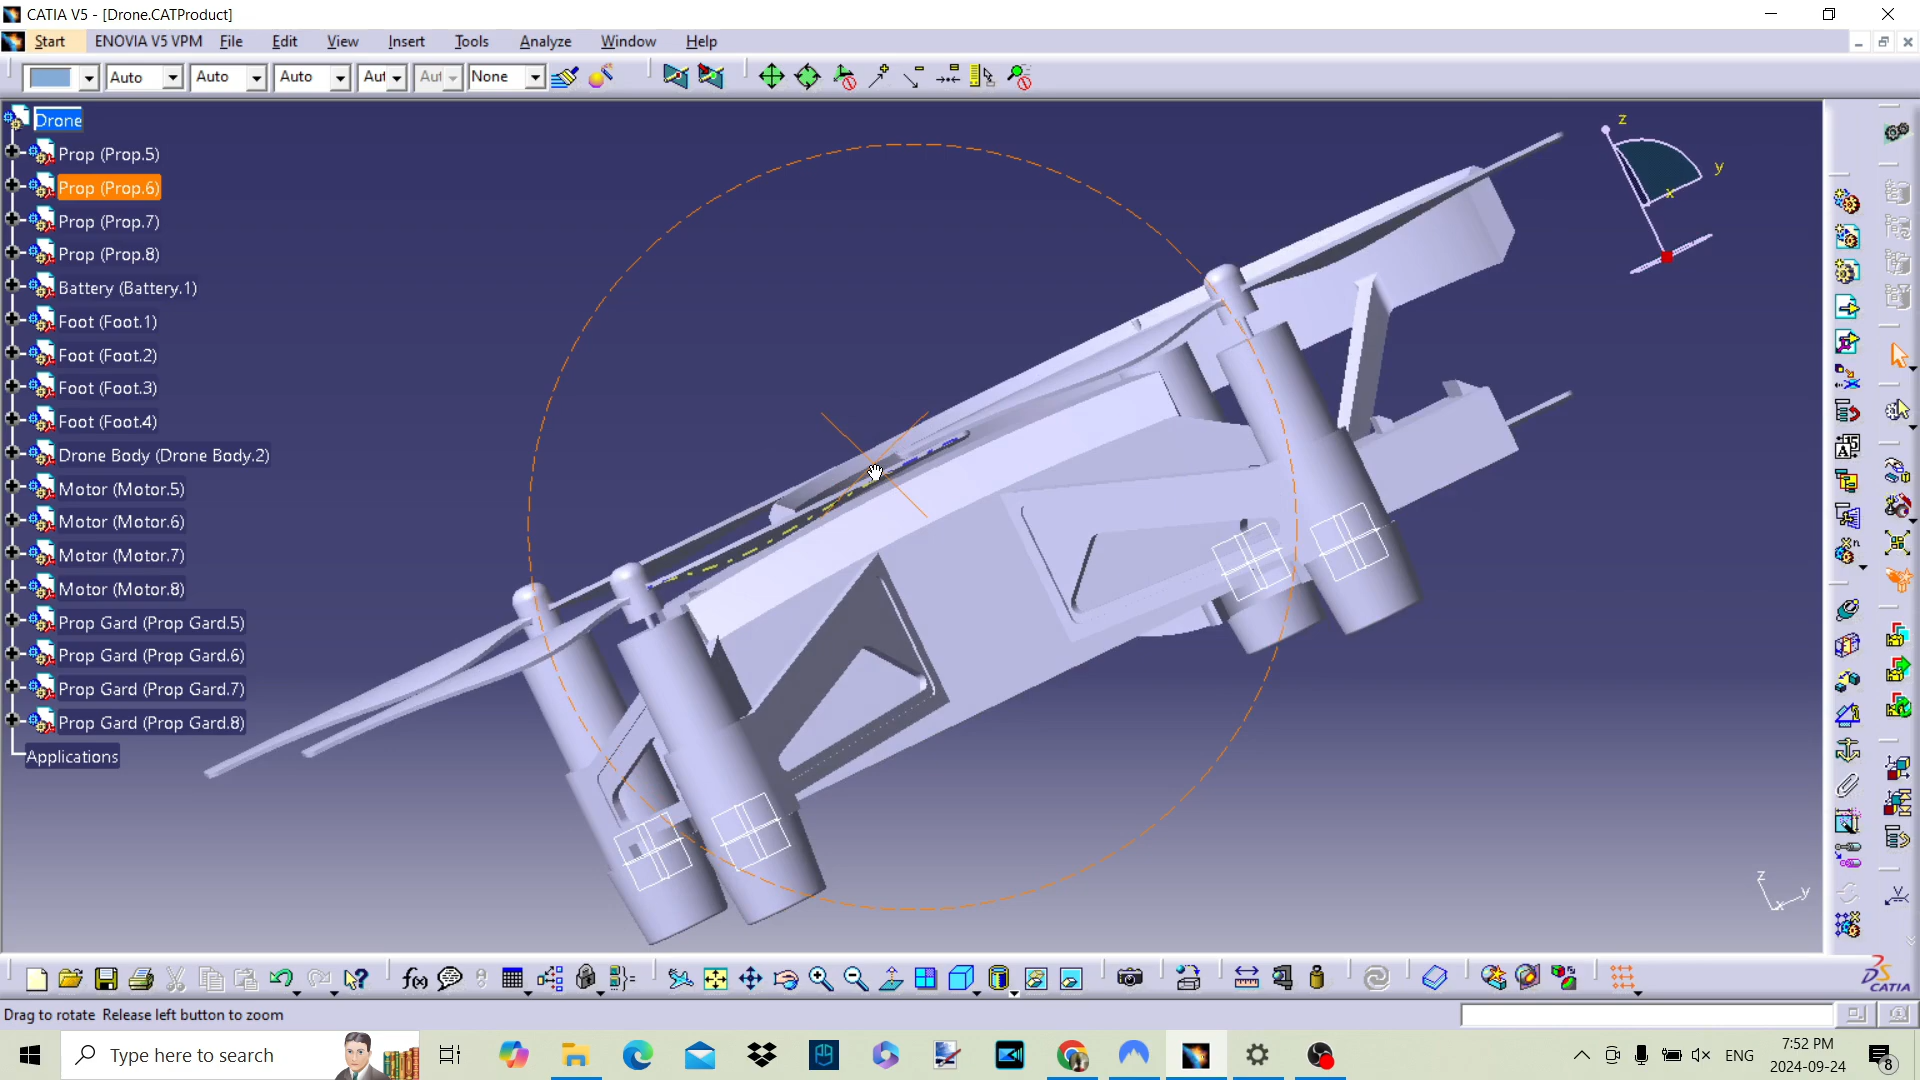 CATIA V5 - [Drone.CATProduct]
Start ENOVIA V5 VPM File Edit View Insert Tools Analyze Window Help
Auto Auto Auto Aut Aut None
Drone
Prop (Prop.5)
Prop (Prop.6)
Prop (Prop.7)
Prop (Prop.8)
Battery (Battery.1)
Foot (Foot.1)
Foot (Foot.2)
Foot (Foot.3)
Foot (Foot.4)
Drone Body (Drone Body.2)
Motor (Motor.5)
Motor (Motor.6)
Motor (Motor.7)
Motor (Motor.8)
Prop Gard (Prop Gard.5)
Prop Gard (Prop Gard.6)
Prop Gard (Prop Gard.7)
Prop Gard (Prop Gard.8)
Applications
z
y
x
z
y
x
f(x)
CATIA
Drag to rotate Release left button to zoom
Type here to search
ENG
7:52 PM
2024-09-24
8